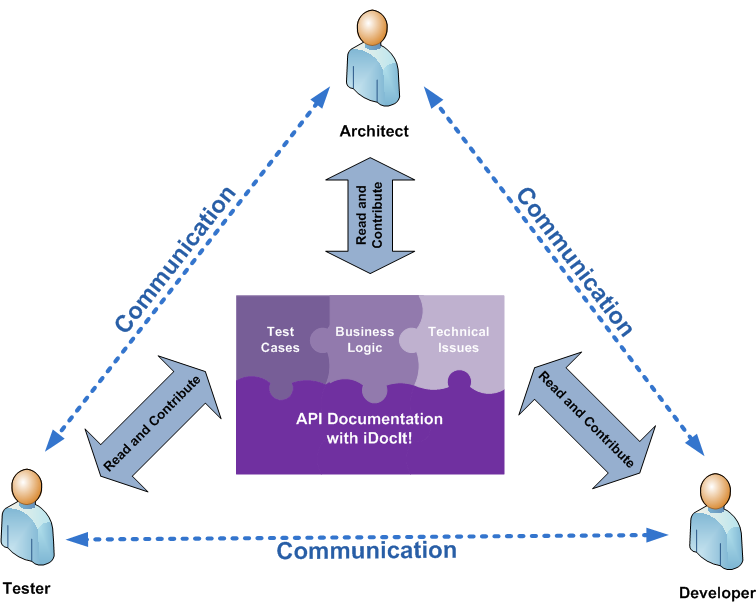 Architect
Read and
Contribute
Communication
Communication
Test
Cases
Business
Logic
Technical
Issues
API Documentation
with iDocIt!
Read and Contribute
Read and Contribute
Communication
Tester
Developer